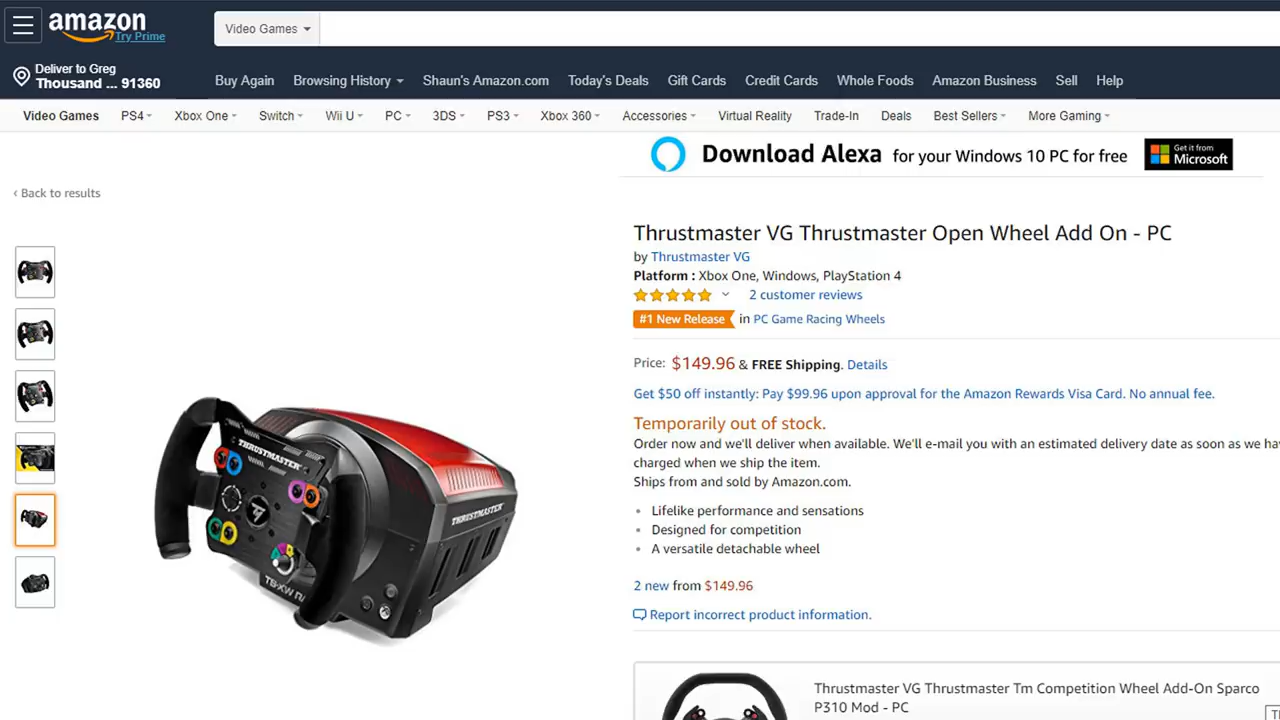 amazon
Try Prime
Video Games
Deliver to Greg
Thousand ... 91360
Buy Again
Browsing History
Shaun's Amazon.com
Today's Deals
Gift Cards
Credit Cards
Whole Foods
Amazon Business
Sell
Help
Video Games
PS4
Xbox One
Switch
Wii U
PC
3DS
PS3
Xbox 360
Accessories
Virtual Reality
Trade-In
Deals
Best Sellers
More Gaming
Download Alexa for your Windows 10 PC for free
Get it from
Microsoft
‹ Back to results
Thrustmaster VG Thrustmaster Open Wheel Add On - PC
by Thrustmaster VG
Platform : Xbox One, Windows, PlayStation 4
2 customer reviews
#1 New Release in PC Game Racing Wheels
Price: $149.96 & FREE Shipping. Details
Get $50 off instantly: Pay $99.96 upon approval for the Amazon Rewards Visa Card. No annual fee.
Temporarily out of stock.
Order now and we'll deliver when available. We'll e-mail you with an estimated delivery date as soon as we ha
charged when we ship the item.
Ships from and sold by Amazon.com.
• Lifelike performance and sensations
• Designed for competition
• A versatile detachable wheel
2 new from $149.96
Report incorrect product information.
THRUSTMASTER
THRUSTMASTER
Thrustmaster VG Thrustmaster Tm Competition Wheel Add-On Sparco
P310 Mod - PC